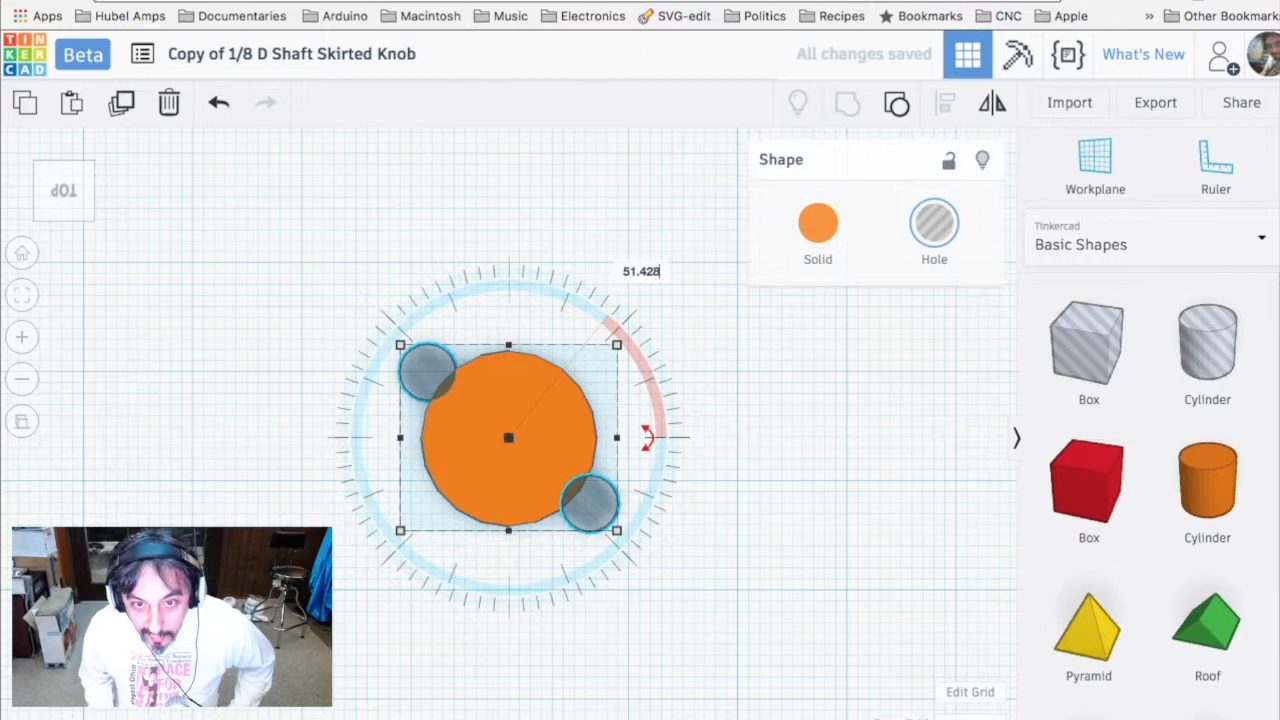 Apps Hubel Amps Documentaries Arduino Macintosh Music Electronics SVG-edit Politics Recipes Bookmarks CNC Apple » Other Bookmark
TIN
KER
CAD
Beta
Copy of 1/8 D Shaft Skirted Knob
All changes saved
What's New
Import
Export
Share
TOP
Shape
Solid
Hole
51.428
Workplane
Ruler
Tinkercad
Basic Shapes
Box
Cylinder
Box
Cylinder
Pyramid
Roof
Edit Grid